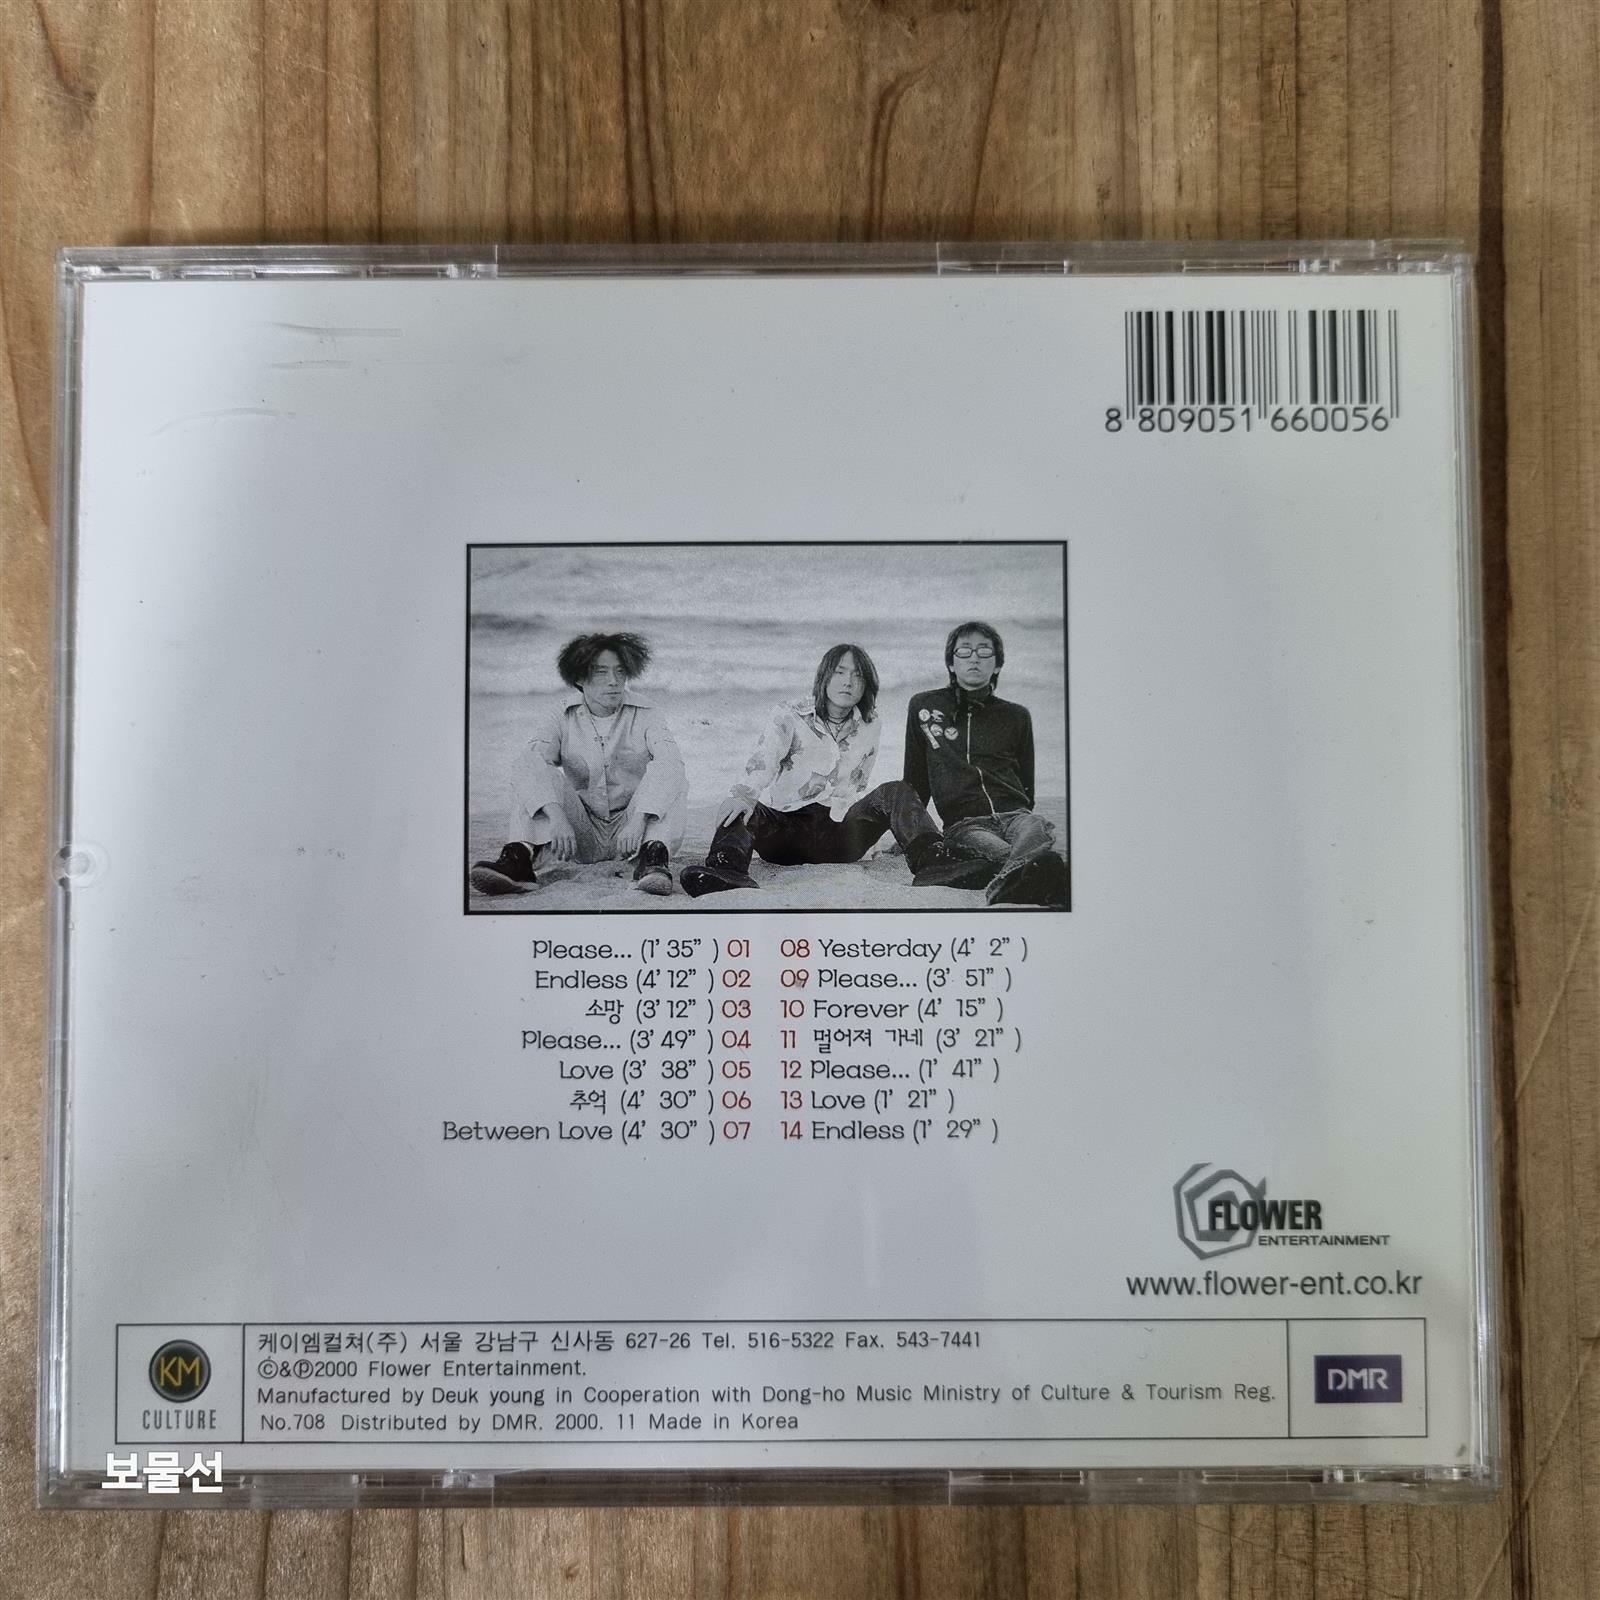 8 809051 660056
Please... (1' 35" ) 01
Endless (4' 12" ) 02
소망 (3' 12" ) 03
Please... (3' 49" ) 04
Love (3' 38" ) 05
추억 (4' 30" ) 06
Between Love (4' 30" ) 07
08 Yesterday (4' 2" )
09 Please... (3' 51" )
10 Forever (4' 15" )
11 멀어져 가네 (3' 21" )
12 Please... (1' 41" )
13 Love (1' 21" )
14 Endless (1' 29" )
FLOWER
ENTERTAINMENT
www.flower-ent.co.kr
KM
CULTURE
케이엠컬쳐(주) 서울 강남구 신사동 627-26 Tel. 516-5322 Fax. 543-7441
ⓒ&ⓟ2000 Flower Entertainment.
Manufactured by Deuk young in Cooperation with Dong-ho Music Ministry of Culture & Tourism Reg.
No.708 Distributed by DMR. 2000. 11 Made in Korea
DMR
보물선